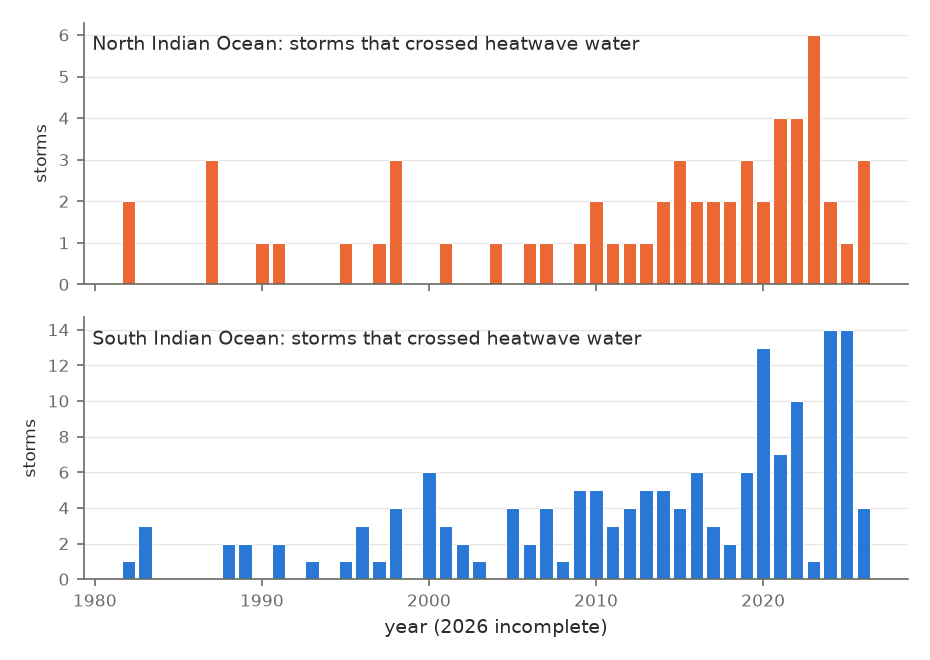 North Indian Ocean: storms that crossed heatwave water
6
5
4
3
2
1
0
storms
South Indian Ocean: storms that crossed heatwave water
14
12
10
8
6
4
2
0
storms
1980 1990 2000 2010 2020
year (2026 incomplete)